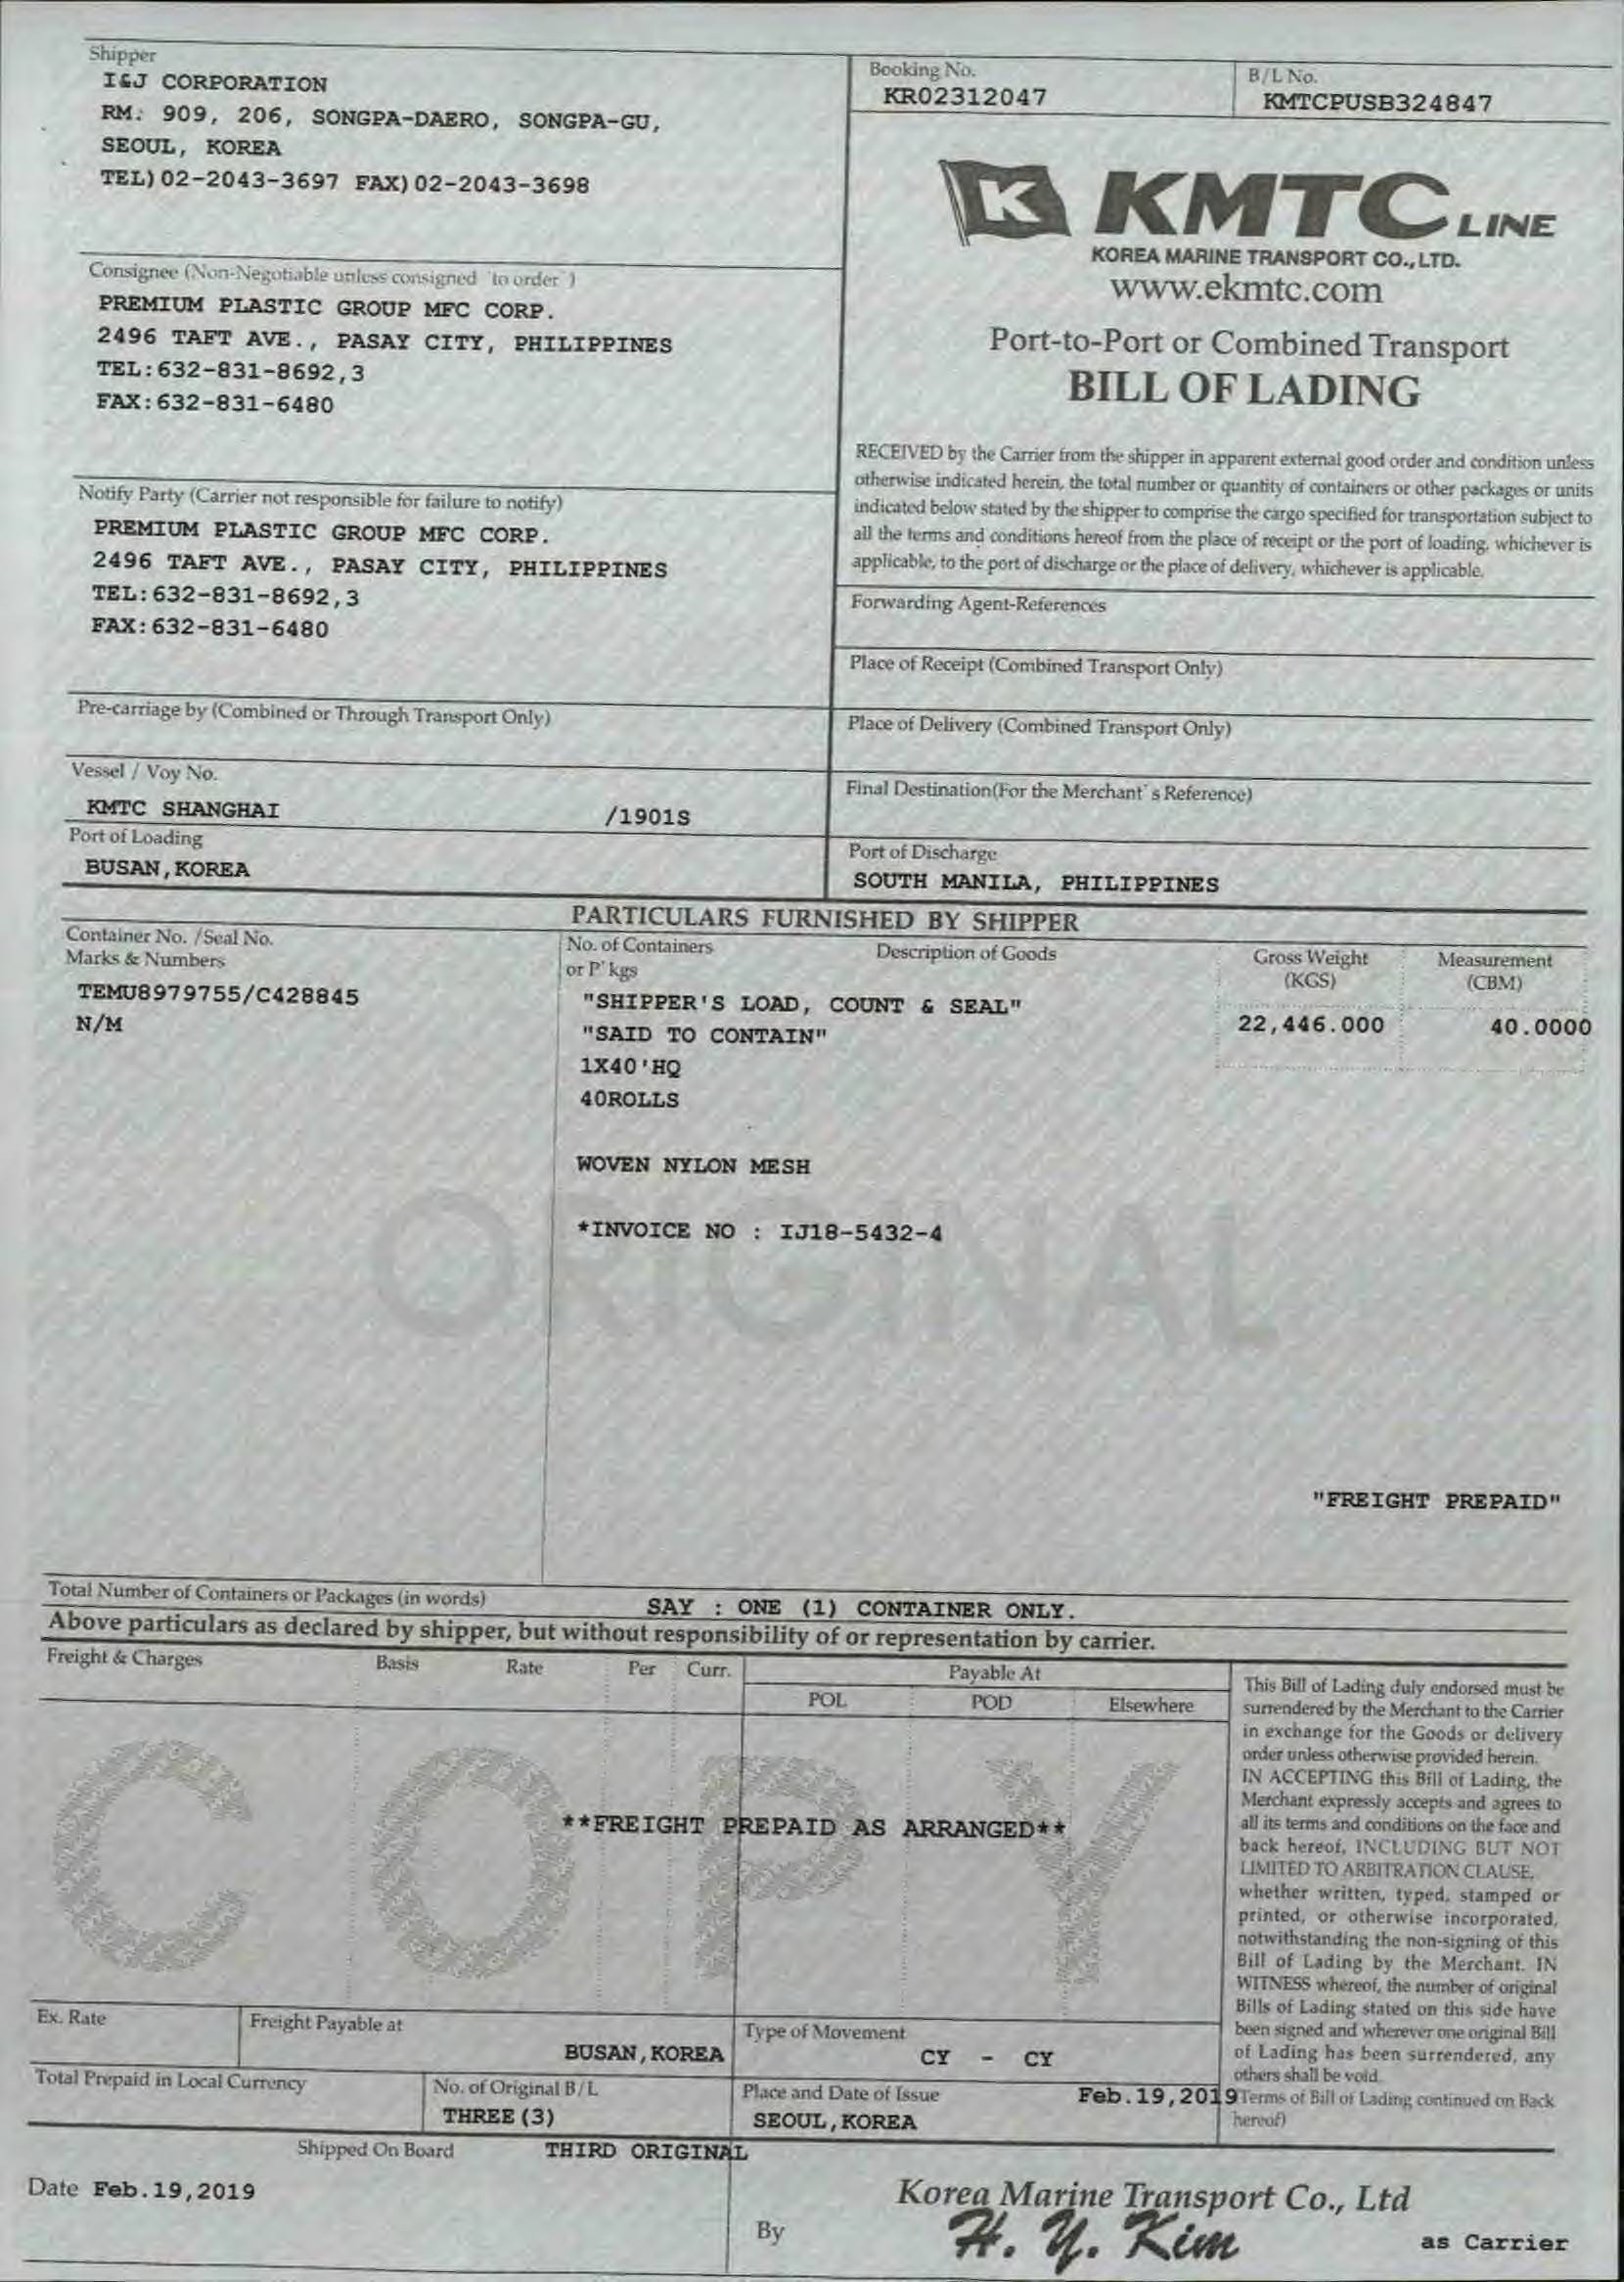 Shipper
I&J CORPORATION
RM. 909, 206, SONGPA-DAERO, SONGPA-GU,
SEOUL, KOREA
TEL)02-2043-3697 FAX)02-2043-3698
Booking No.
KR02312047
B/L No.
KMTCPUSB324847
K KMTC LINE
KOREA MARINE TRANSPORT CO., LTD.
www.ekmtc.com
Port-to-Port or Combined Transport
BILL OF LADING
Consignee (Non-Negotiable unless consigned 'to order')
PREMIUM PLASTIC GROUP MFC CORP.
2496 TAFT AVE., PASAY CITY, PHILIPPINES
TEL:632-831-8692,3
FAX:632-831-6480
RECEIVED by the Carrier from the shipper in apparent external good order and condition unless
otherwise indicated herein, the total number or quantity of containers or other packages or units
indicated below stated by the shipper to comprise the cargo specified for transportation subject to
all the terms and conditions hereof from the place of receipt or the port of loading, whichever is
applicable, to the port of discharge or the place of delivery, whichever is applicable.
Notify Party (Carrier not responsible for failure to notify)
PREMIUM PLASTIC GROUP MFC CORP.
2496 TAFT AVE., PASAY CITY, PHILIPPINES
TEL:632-831-8692,3
FAX:632-831-6480
Forwarding Agent-References
Place of Receipt (Combined Transport Only)
Pre-carriage by (Combined or Through Transport Only)
Place of Delivery (Combined Transport Only)
Vessel / Voy No.
KMTC SHANGHAI /1901S
Final Destination(For the Merchant's Reference)
Port of Loading
BUSAN,KOREA
Port of Discharge
SOUTH MANILA, PHILIPPINES
PARTICULARS FURNISHED BY SHIPPER
Container No. /Seal No.
Marks & Numbers
No. of Containers
or P'kgs
Description of Goods
Gross Weight
(KGS)
Measurement
(CBM)
TEMU8979755/C428845
N/M
"SHIPPER'S LOAD, COUNT & SEAL"
"SAID TO CONTAIN"
22,446.000
40.0000
1X40'HQ
40ROLLS
WOVEN NYLON MESH
*INVOICE NO : IJ18-5432-4
ORIGINAL
"FREIGHT PREPAID"
Total Number of Containers or Packages (in words)
SAY : ONE (1) CONTAINER ONLY.
Above particulars as declared by shipper, but without responsibility of or representation by carrier.
Freight & Charges Basis Rate Per Curr.
Payable At
POL POD Elsewhere
COPY
**FREIGHT PREPAID AS ARRANGED**
This Bill of Lading duly endorsed must be
surrendered by the Merchant to the Carrier
in exchange for the Goods or delivery
order unless otherwise provided herein.
IN ACCEPTING this Bill of Lading, the
Merchant expressly accepts and agrees to
all its terms and conditions on the face and
back hereof, INCLUDING BUT NOT
LIMITED TO ARBITRATION CLAUSE,
whether written, typed, stamped or
printed, or otherwise incorporated,
notwithstanding the non-signing of this
Bill of Lading by the Merchant. IN
WITNESS whereof, the number of original
Bills of Lading stated on this side have
been signed and wherever one original Bill
of Lading has been surrendered, any
others shall be void.
Terms of Bill of Lading continued on Back
hereof)
Ex. Rate
Freight Payable at
BUSAN,KOREA
Type of Movement
CY - CY
Total Prepaid in Local Currency
No. of Original B/L
THREE(3)
Place and Date of Issue
SEOUL,KOREA
Feb.19,2019
Shipped On Board
THIRD ORIGINAL
Date Feb.19,2019
Korea Marine Transport Co., Ltd
By
H. Y. Kim
as Carrier